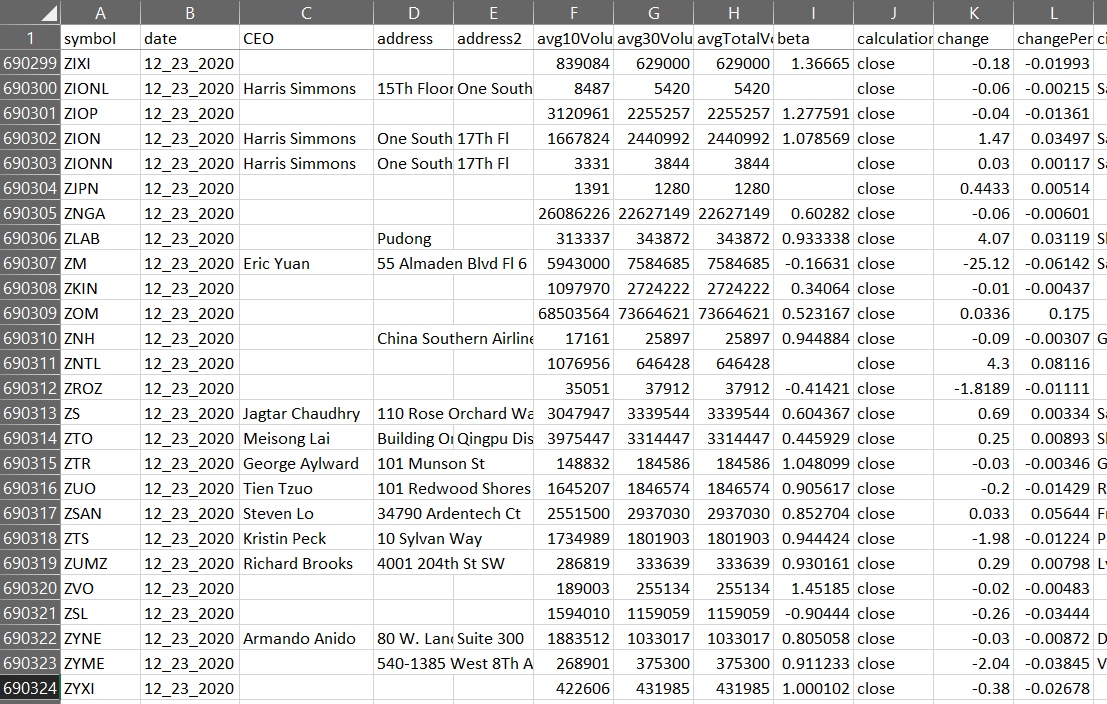 A B C D E F G H I J K L
1 symbol date CEO address address2 avg10Volu avg30Volu avgTotalVo beta calculation change changePer ci
690299 ZIXI 12_23_2020 839084 629000 629000 1.36665 close -0.18 -0.01993
690300 ZIONL 12_23_2020 Harris Simmons 15Th Floor One South 8487 5420 5420 close -0.06 -0.00215 Sa
690301 ZIOP 12_23_2020 3120961 2255257 2255257 1.277591 close -0.04 -0.01361
690302 ZION 12_23_2020 Harris Simmons One South 17Th Fl 1667824 2440992 2440992 1.078569 close 1.47 0.03497 Sa
690303 ZIONN 12_23_2020 Harris Simmons One South 17Th Fl 3331 3844 3844 close 0.03 0.00117 Sa
690304 ZJPN 12_23_2020 1391 1280 1280 close 0.4433 0.00514
690305 ZNGA 12_23_2020 26086226 22627149 22627149 0.60282 close -0.06 -0.00601
690306 ZLAB 12_23_2020 Pudong 313337 343872 343872 0.933338 close 4.07 0.03119 Sh
690307 ZM 12_23_2020 Eric Yuan 55 Almaden Blvd Fl 6 5943000 7584685 7584685 -0.16631 close -25.12 -0.06142 Sa
690308 ZKIN 12_23_2020 1097970 2724222 2724222 0.34064 close -0.01 -0.00437
690309 ZOM 12_23_2020 68503564 73664621 73664621 0.523167 close 0.0336 0.175
690310 ZNH 12_23_2020 China Southern Airline 17161 25897 25897 0.944884 close -0.09 -0.00307 G
690311 ZNTL 12_23_2020 1076956 646428 646428 close 4.3 0.08116
690312 ZROZ 12_23_2020 35051 37912 37912 -0.41421 close -1.8189 -0.01111
690313 ZS 12_23_2020 Jagtar Chaudhry 110 Rose Orchard Wa 3047947 3339544 3339544 0.604367 close 0.69 0.00334 Sa
690314 ZTO 12_23_2020 Meisong Lai Building On Qingpu Dis 3975447 3314447 3314447 0.445929 close 0.25 0.00893 Sh
690315 ZTR 12_23_2020 George Aylward 101 Munson St 148832 184586 184586 1.048099 close -0.03 -0.00346 G
690316 ZUO 12_23_2020 Tien Tzuo 101 Redwood Shores 1645207 1846574 1846574 0.905617 close -0.2 -0.01429 R
690317 ZSAN 12_23_2020 Steven Lo 34790 Ardentech Ct 2551500 2937030 2937030 0.852704 close 0.033 0.05644 Fr
690318 ZTS 12_23_2020 Kristin Peck 10 Sylvan Way 1734989 1801903 1801903 0.944424 close -1.98 -0.01224 P
690319 ZUMZ 12_23_2020 Richard Brooks 4001 204th St SW 286819 333639 333639 0.930161 close 0.29 0.00798 Ly
690320 ZVO 12_23_2020 189003 255134 255134 1.45185 close -0.02 -0.00483
690321 ZSL 12_23_2020 1594010 1159059 1159059 -0.90444 close -0.26 -0.03444
690322 ZYNE 12_23_2020 Armando Anido 80 W. Lanc Suite 300 1883512 1033017 1033017 0.805058 close -0.03 -0.00872 D
690323 ZYME 12_23_2020 540-1385 West 8Th A 268901 375300 375300 0.911233 close -2.04 -0.03845 V
690324 ZYXI 12_23_2020 422606 431985 431985 1.000102 close -0.38 -0.02678